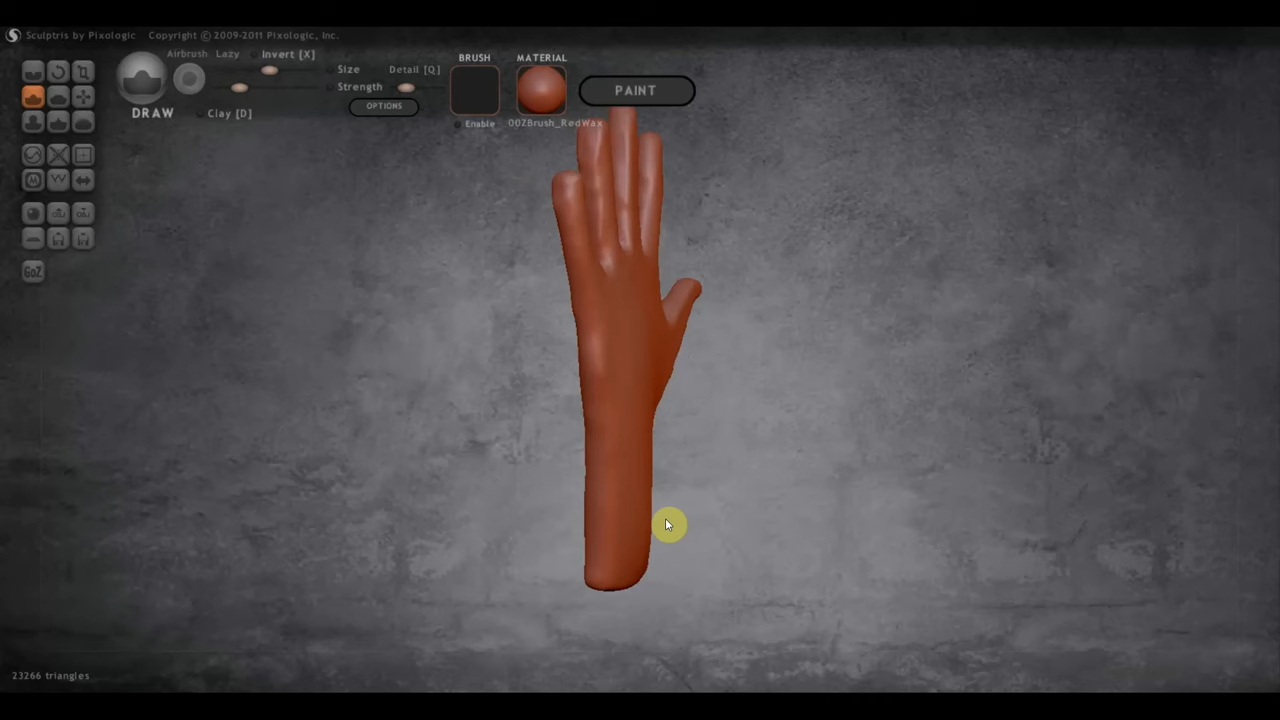 Sculptris by Pixologic Copyright ©2009-2011 Pixologic, Inc.
Airbrush Lazy Invert [X]
BRUSH MATERIAL
Size Detail [Q]
Strength
PAINT
OPTIONS
DRAW Clay [D]
Enable 00ZBrush_RedWax
GoZ
23266 triangles